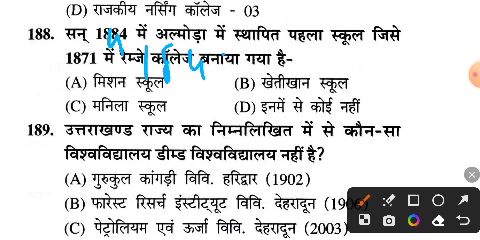 (D) राजकीय नर्सिंग कॉलेज - 03
188. सन् 1884 में अल्मोड़ा में स्थापित पहला स्कूल जिसे
1871 में रैम्जे कॉलेज बनाया गया है-
184
(A) मिशन स्कूल (B) खेतीखान स्कूल
(C) मनिला स्कूल (D) इनमें से कोई नहीं
189. उत्तराखण्ड राज्य का निम्नलिखित में से कौन-सा
विश्वविद्यालय डीम्ड विश्वविद्यालय नहीं है?
(A) गुरुकुल कांगड़ी विवि. हरिद्वार (1902)
(B) फारेस्ट रिसर्च इंस्टीट्यूट विवि. देहरादून
(C) पेट्रोलियम एवं ऊर्जा विवि. देहरादून (2003)